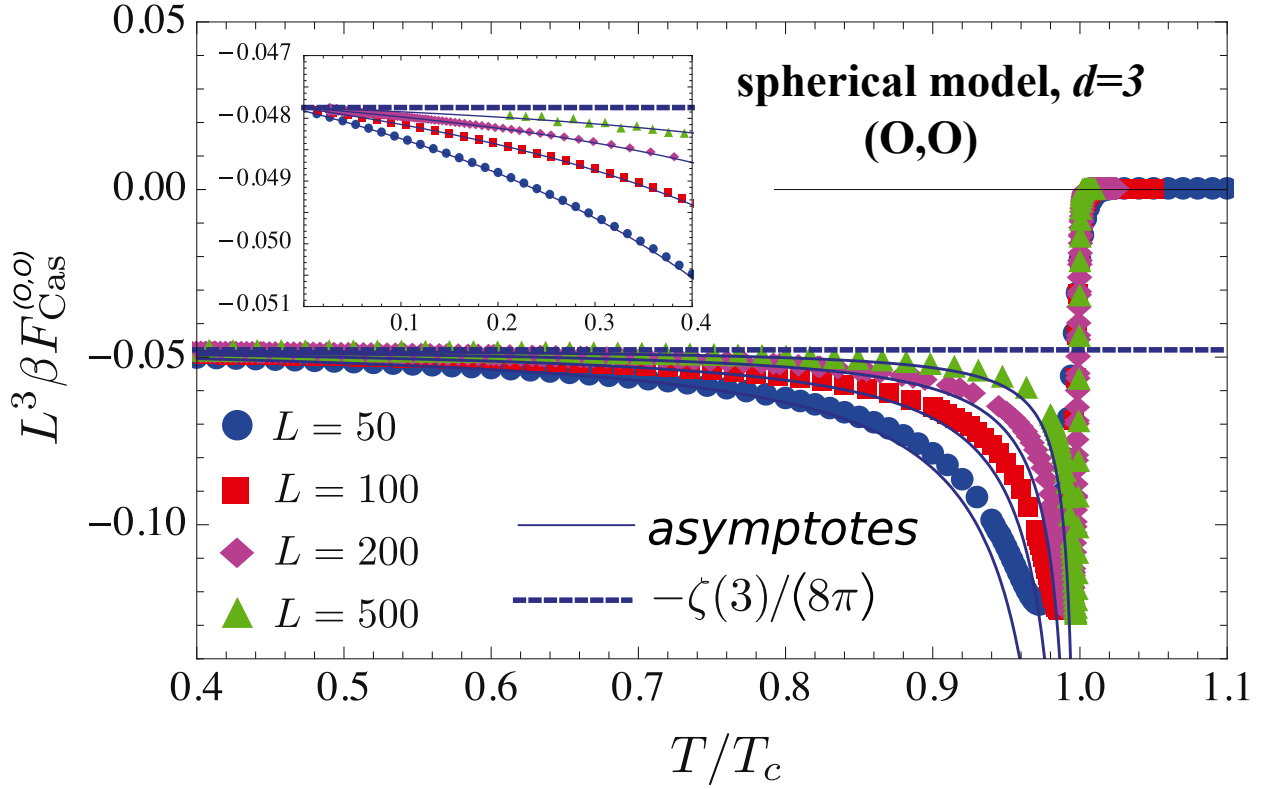 0.05
0.00
−0.05
−0.10
L³ βF_Cas^(O,O)
−0.047
−0.048
−0.049
−0.050
−0.051
0.1 0.2 0.3 0.4
spherical model, d=3
(O,O)
L = 50
L = 100
L = 200
L = 500
asymptotes
−ζ(3)/(8π)
0.4 0.5 0.6 0.7 0.8 0.9 1.0 1.1
T/T_c